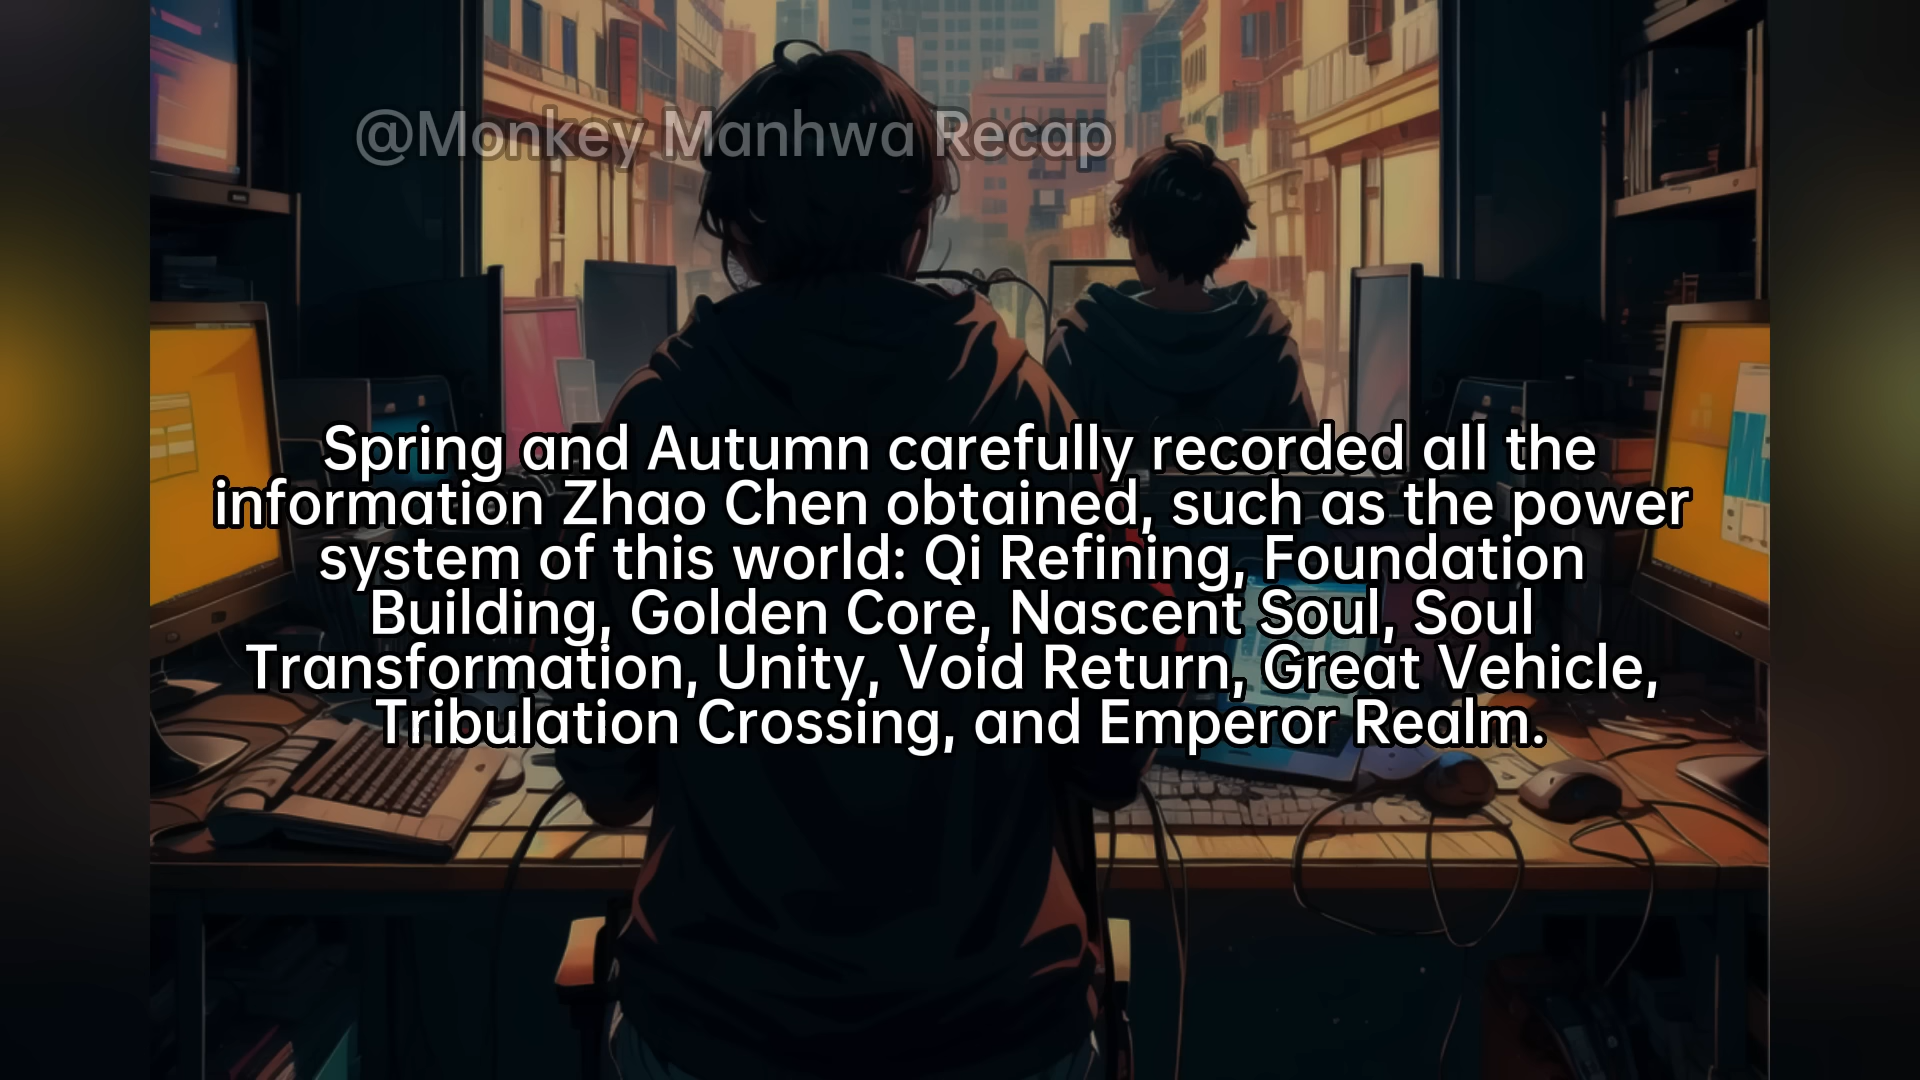 @Monkey Manhwa Recap
Spring and Autumn carefully recorded all the
information Zhao Chen obtained, such as the power
system of this world: Qi Refining, Foundation
Building, Golden Core, Nascent Soul, Soul
Transformation, Unity, Void Return, Great Vehicle,
Tribulation Crossing, and Emperor Realm.